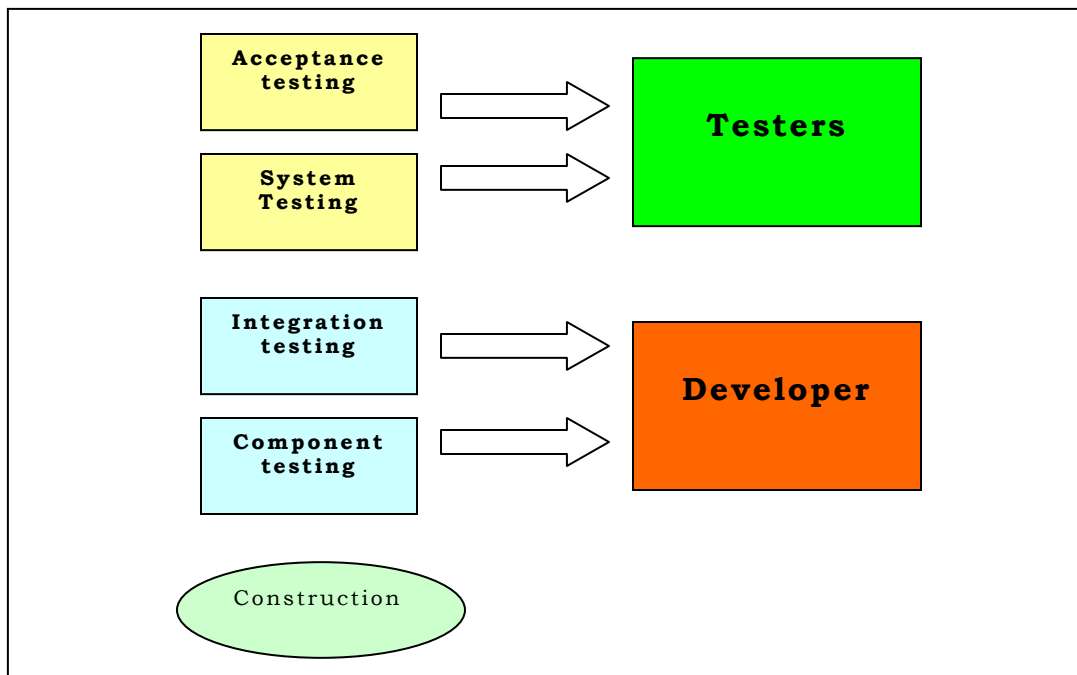 Acceptance
testing
Testers
System
Testing
Integration
testing
Developer
Component
testing
Construction